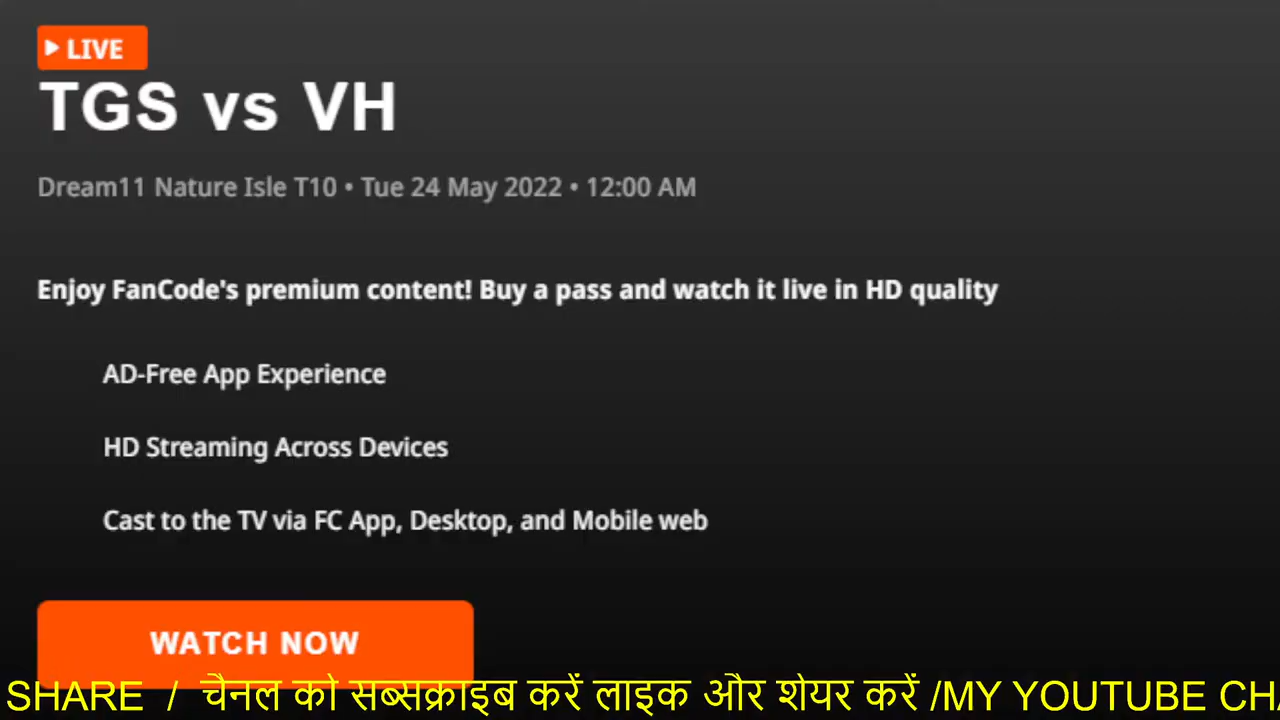 LIVE
TGS vs VH
Dream11 Nature Isle T10 • Tue 24 May 2022 • 12:00 AM
Enjoy FanCode's premium content! Buy a pass and watch it live in HD quality
AD-Free App Experience
HD Streaming Across Devices
Cast to the TV via FC App, Desktop, and Mobile web
WATCH NOW
SHARE / चैनल को सब्सक्राइब करें लाइक और शेयर करें /MY YOUTUBE